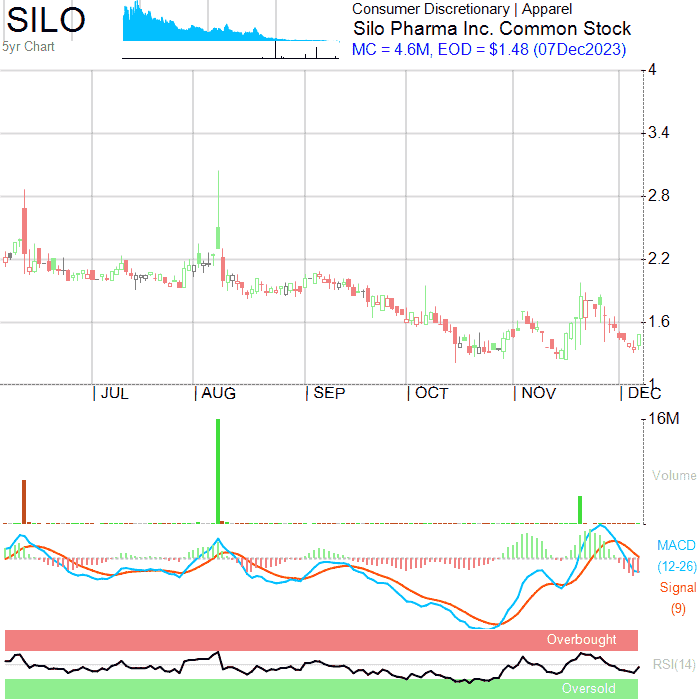 SILO
5yr Chart
Consumer Discretionary | Apparel
Silo Pharma Inc. Common Stock
MC = 4.6M, EOD = $1.48 (07Dec2023)
4
3.4
2.8
2.2
1.6
1
| JUL | AUG | SEP | OCT | NOV | DEC
16M
Volume
MACD
(12-26)
Signal
(9)
Overbought
RSI(14)
Oversold